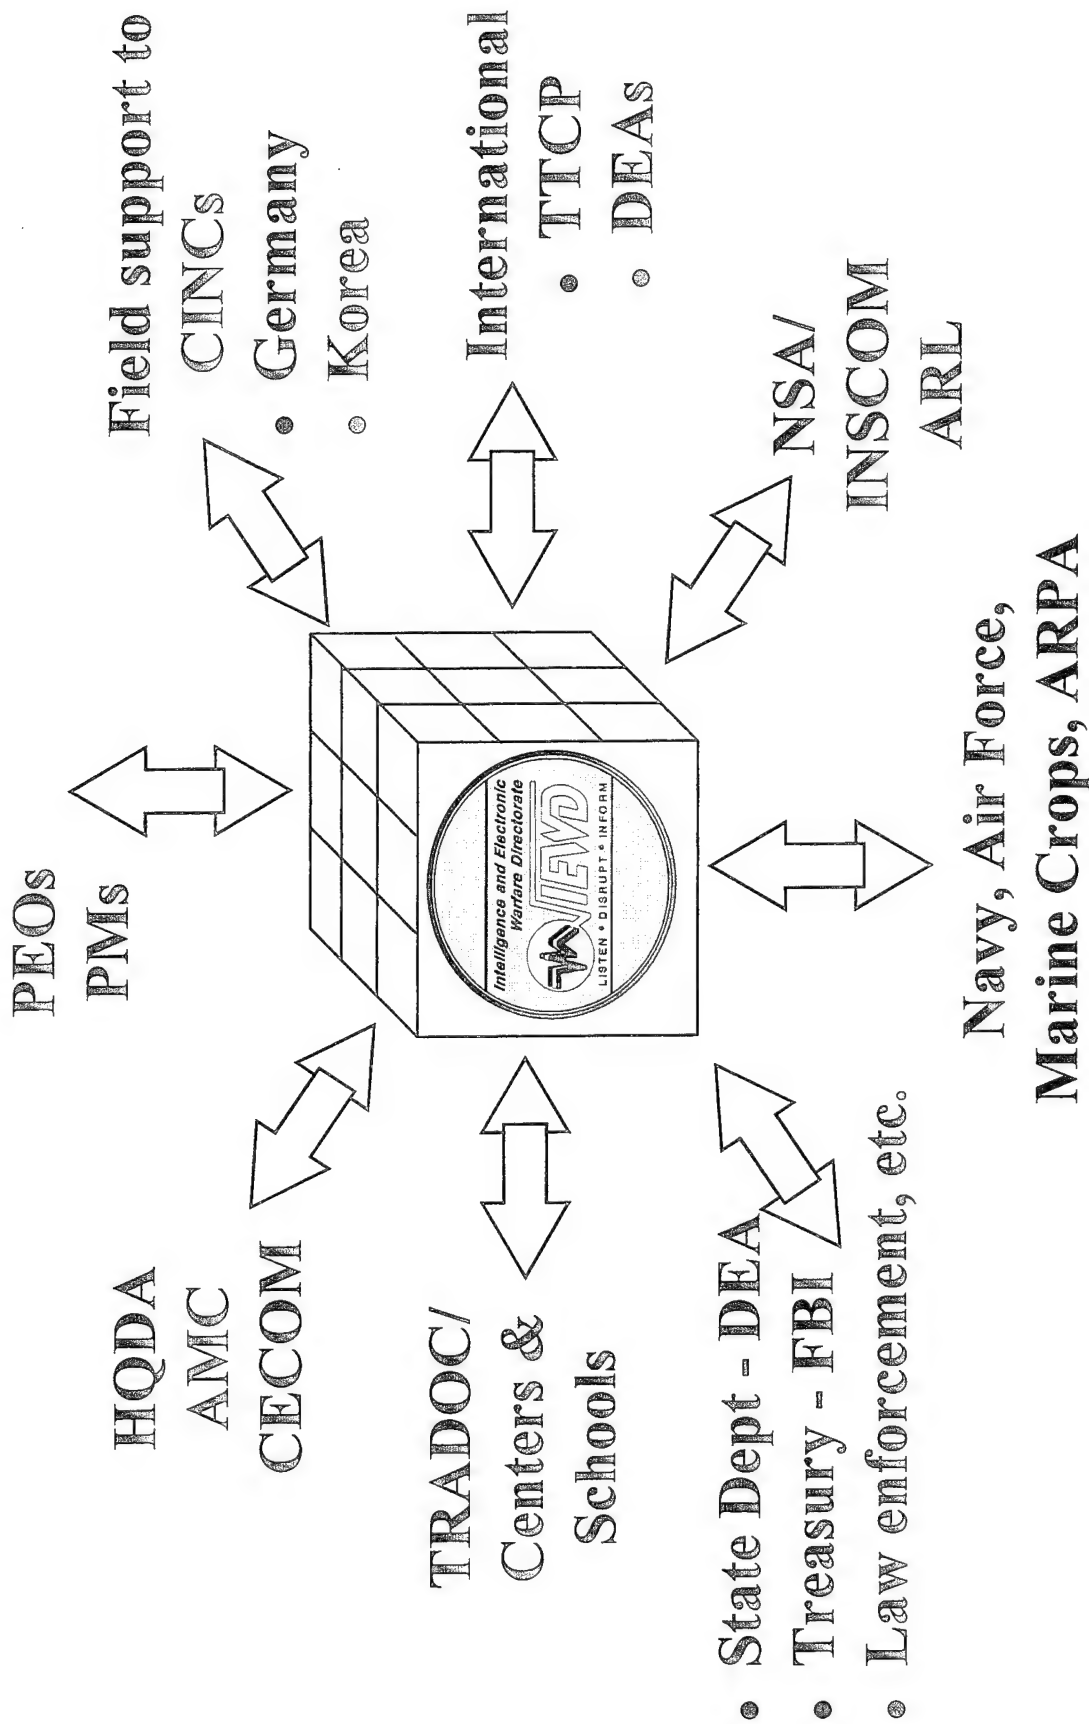 PEOs
PMs
HQDA
AMC
CECOM
Field support to
CINCs
• Germany
• Korea
TRADOC/
Centers &
Schools
Intelligence and Electronic
Warfare Directorate
IEWD
LISTEN * DISRUPT * INFORM
International
• TTCP
• DEAs
• State Dept - DEA
• Treasury - FBI
• Law enforcement, etc.
NSA/
INSCOM
ARL
Navy, Air Force,
Marine Crops, ARPA